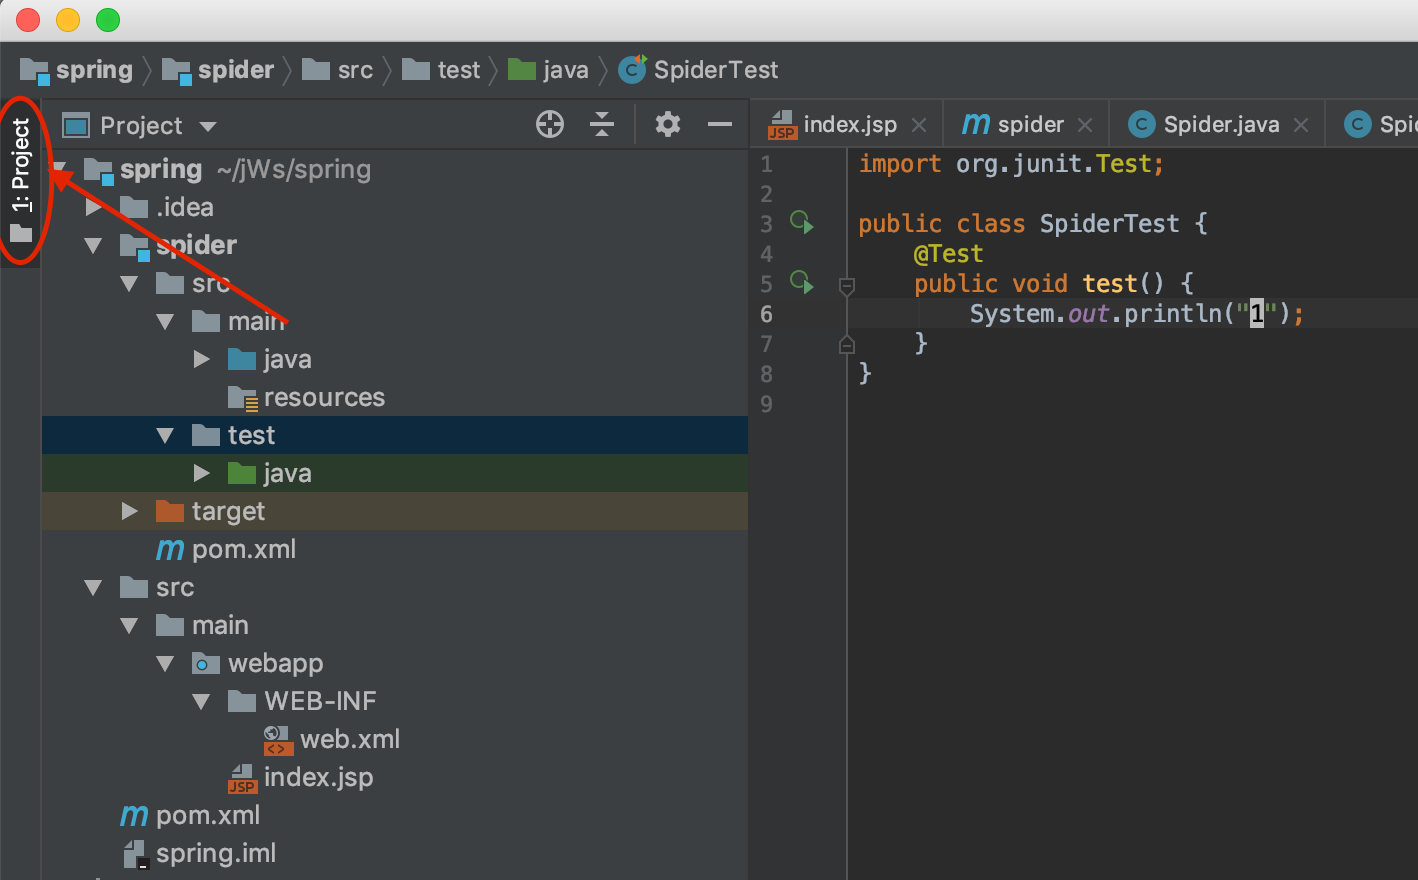 spring spider src test java SpiderTest
1: Project
Project
index.jsp spider Spider.java Spi
spring ~/jWs/spring
.idea
spider
src
main
java
resources
test
java
target
pom.xml
src
main
webapp
WEB-INF
web.xml
index.jsp
pom.xml
spring.iml
1 import org.junit.Test;
2
3 public class SpiderTest {
4 @Test
5 public void test() {
6 System.out.println("1");
7 }
8 }
9